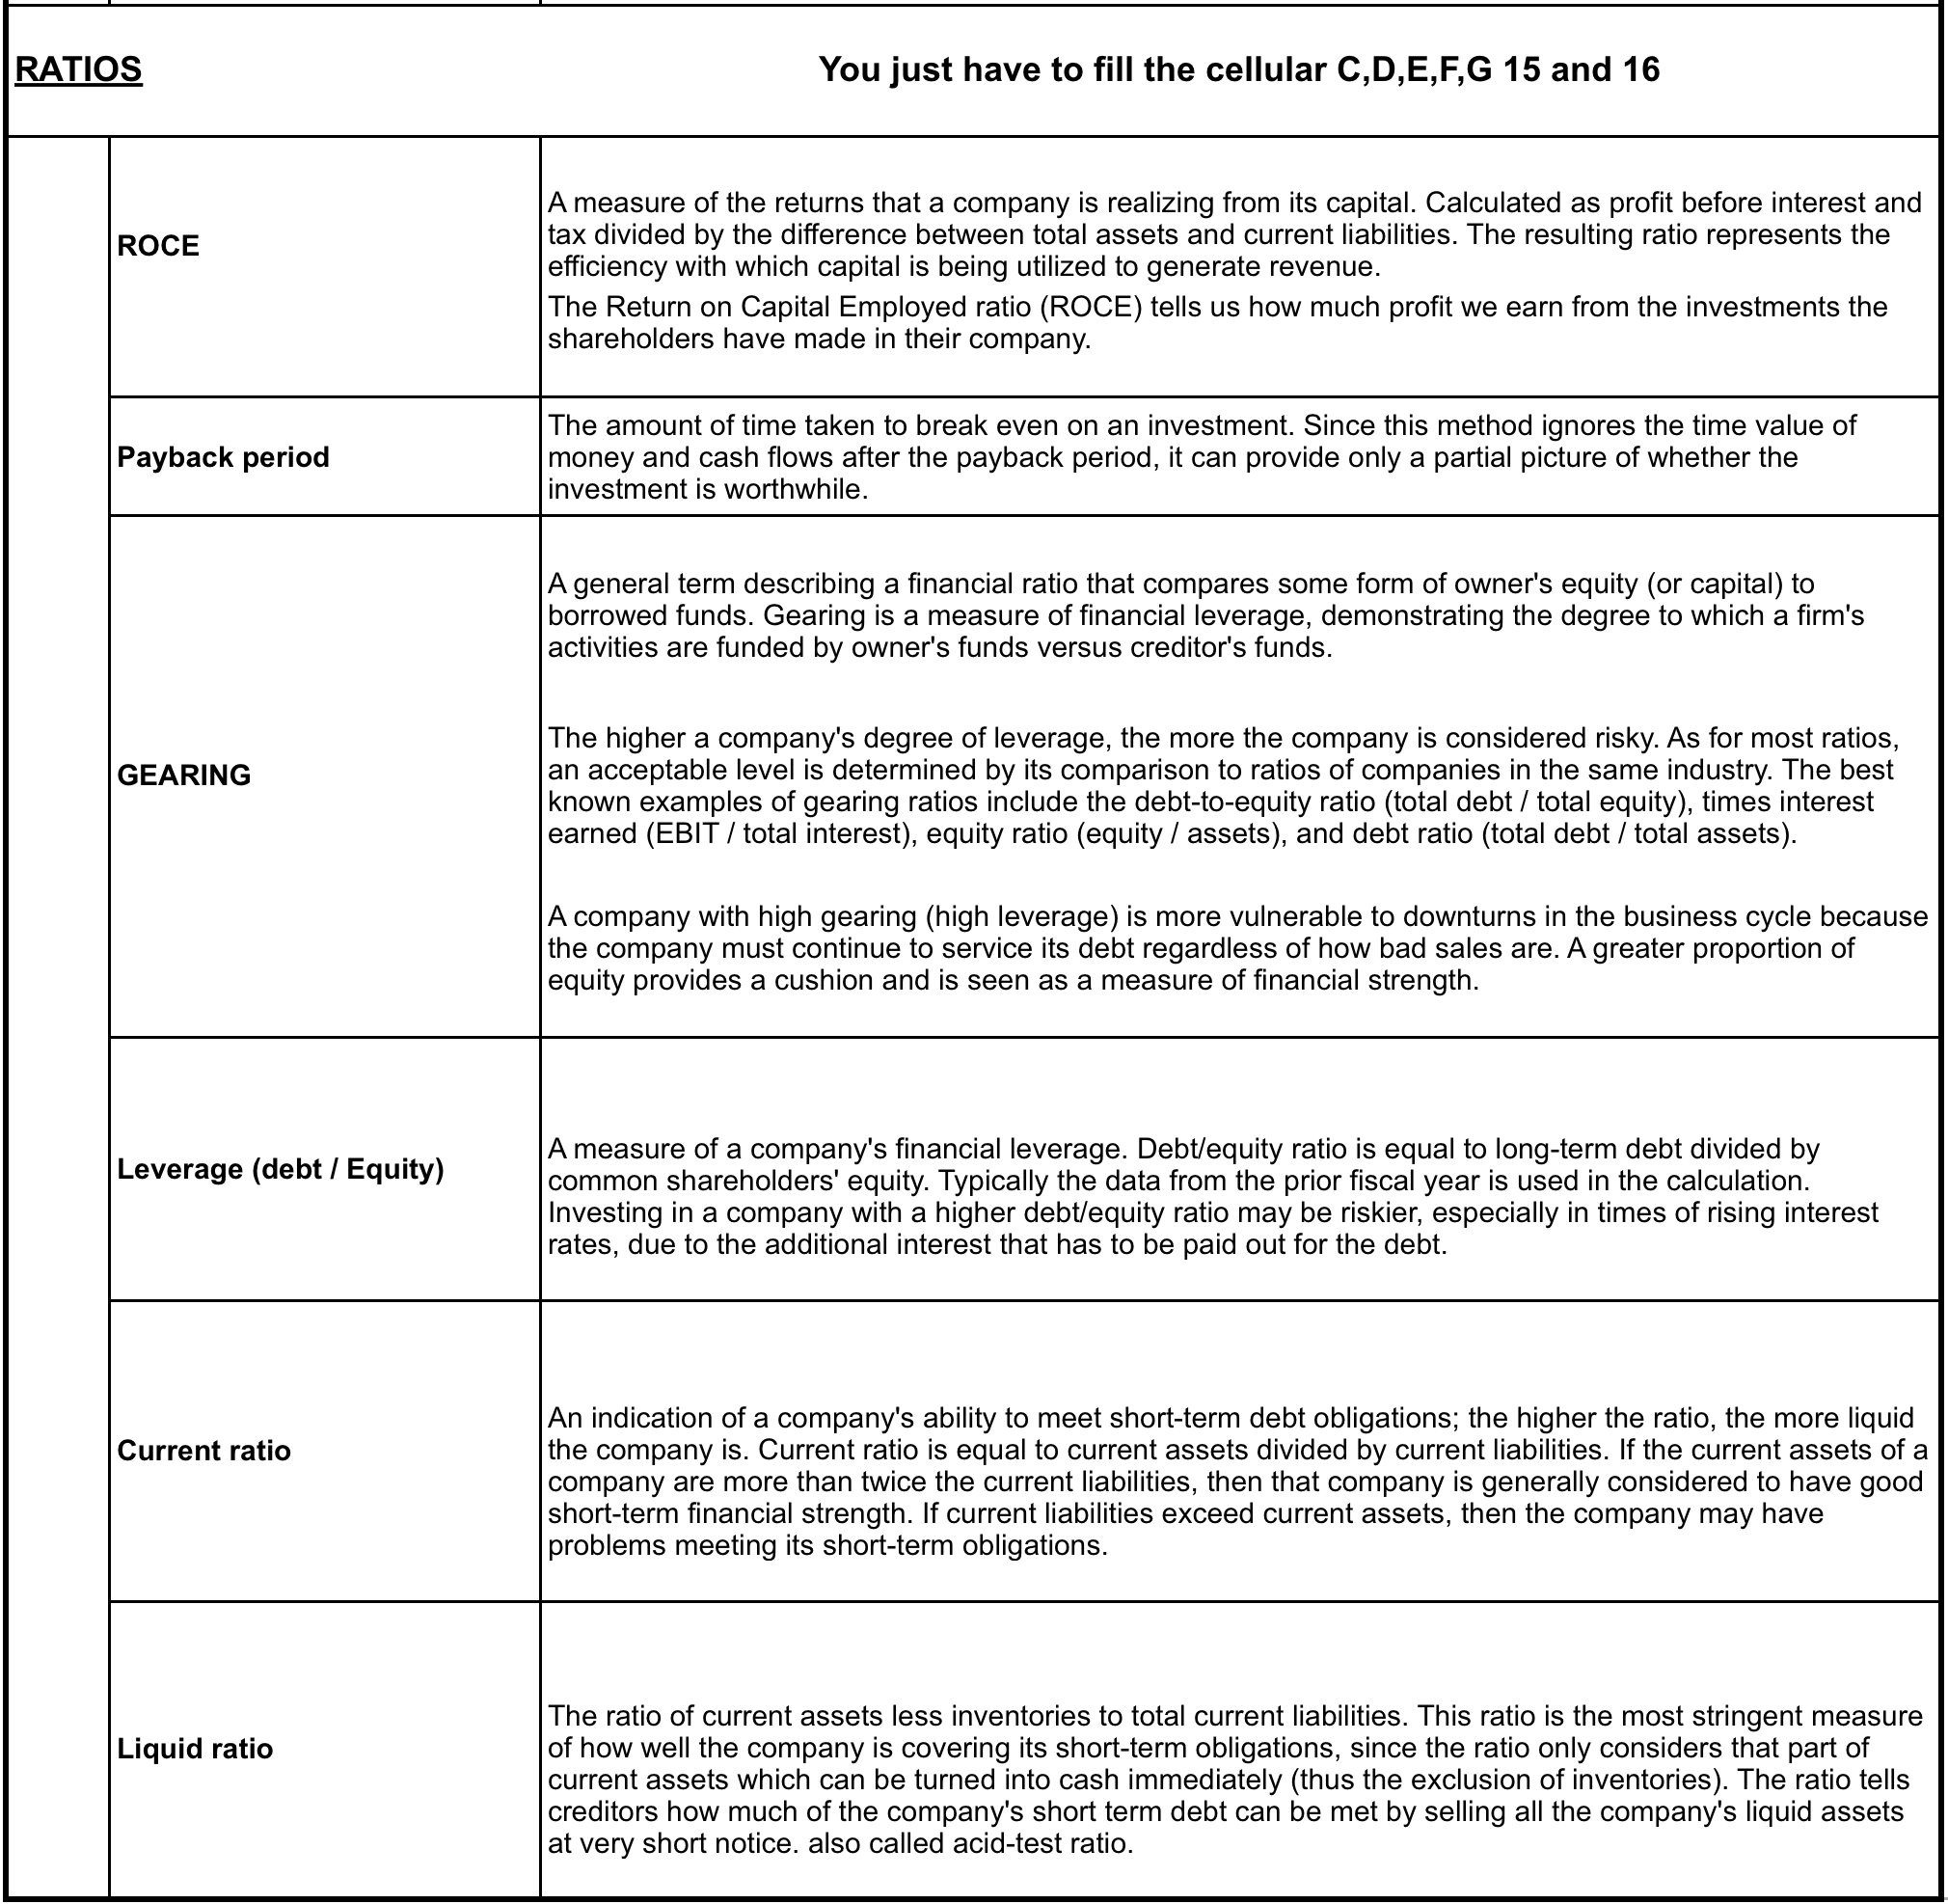 RATIOS You just have to fill the cellular C,D,E,F,G 15 and 16
ROCE
A measure of the returns that a company is realizing from its capital. Calculated as profit before interest and
tax divided by the difference between total assets and current liabilities. The resulting ratio represents the
efficiency with which capital is being utilized to generate revenue.
The Return on Capital Employed ratio (ROCE) tells us how much profit we earn from the investments the
shareholders have made in their company.
Payback period
The amount of time taken to break even on an investment. Since this method ignores the time value of
money and cash flows after the payback period, it can provide only a partial picture of whether the
investment is worthwhile.
GEARING
A general term describing a financial ratio that compares some form of owner's equity (or capital) to
borrowed funds. Gearing is a measure of financial leverage, demonstrating the degree to which a firm's
activities are funded by owner's funds versus creditor's funds.
The higher a company's degree of leverage, the more the company is considered risky. As for most ratios,
an acceptable level is determined by its comparison to ratios of companies in the same industry. The best
known examples of gearing ratios include the debt-to-equity ratio (total debt / total equity), times interest
earned (EBIT / total interest), equity ratio (equity / assets), and debt ratio (total debt / total assets).
A company with high gearing (high leverage) is more vulnerable to downturns in the business cycle because
the company must continue to service its debt regardless of how bad sales are. A greater proportion of
equity provides a cushion and is seen as a measure of financial strength.
Leverage (debt / Equity)
A measure of a company's financial leverage. Debt/equity ratio is equal to long-term debt divided by
common shareholders' equity. Typically the data from the prior fiscal year is used in the calculation.
Investing in a company with a higher debt/equity ratio may be riskier, especially in times of rising interest
rates, due to the additional interest that has to be paid out for the debt.
Current ratio
An indication of a company's ability to meet short-term debt obligations; the higher the ratio, the more liquid
the company is. Current ratio is equal to current assets divided by current liabilities. If the current assets of a
company are more than twice the current liabilities, then that company is generally considered to have good
short-term financial strength. If current liabilities exceed current assets, then the company may have
problems meeting its short-term obligations.
Liquid ratio
The ratio of current assets less inventories to total current liabilities. This ratio is the most stringent measure
of how well the company is covering its short-term obligations, since the ratio only considers that part of
current assets which can be turned into cash immediately (thus the exclusion of inventories). The ratio tells
creditors how much of the company's short term debt can be met by selling all the company's liquid assets
at very short notice. also called acid-test ratio.